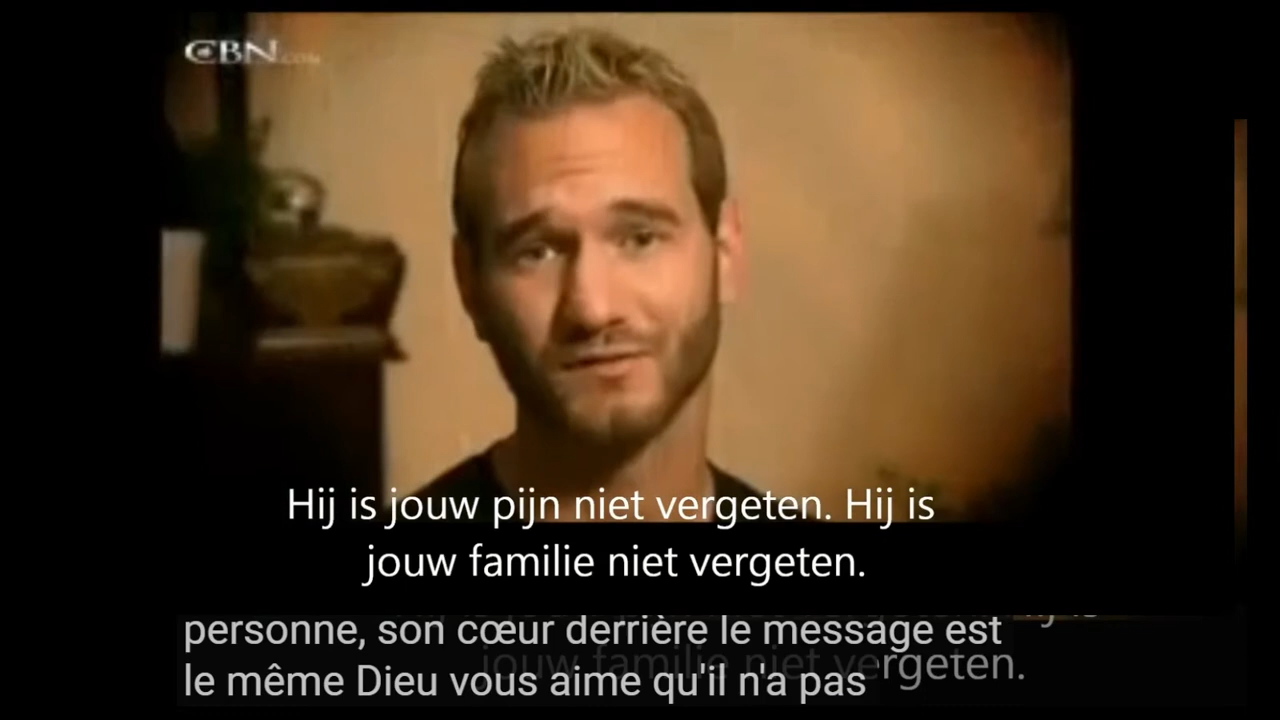 CBN.COM
Hij is jouw pijn niet vergeten. Hij is
jouw familie niet vergeten.
personne, son cœur derrière le message est
le même Dieu vous aime qu'il n'a pas
jouw familie niet vergeten.